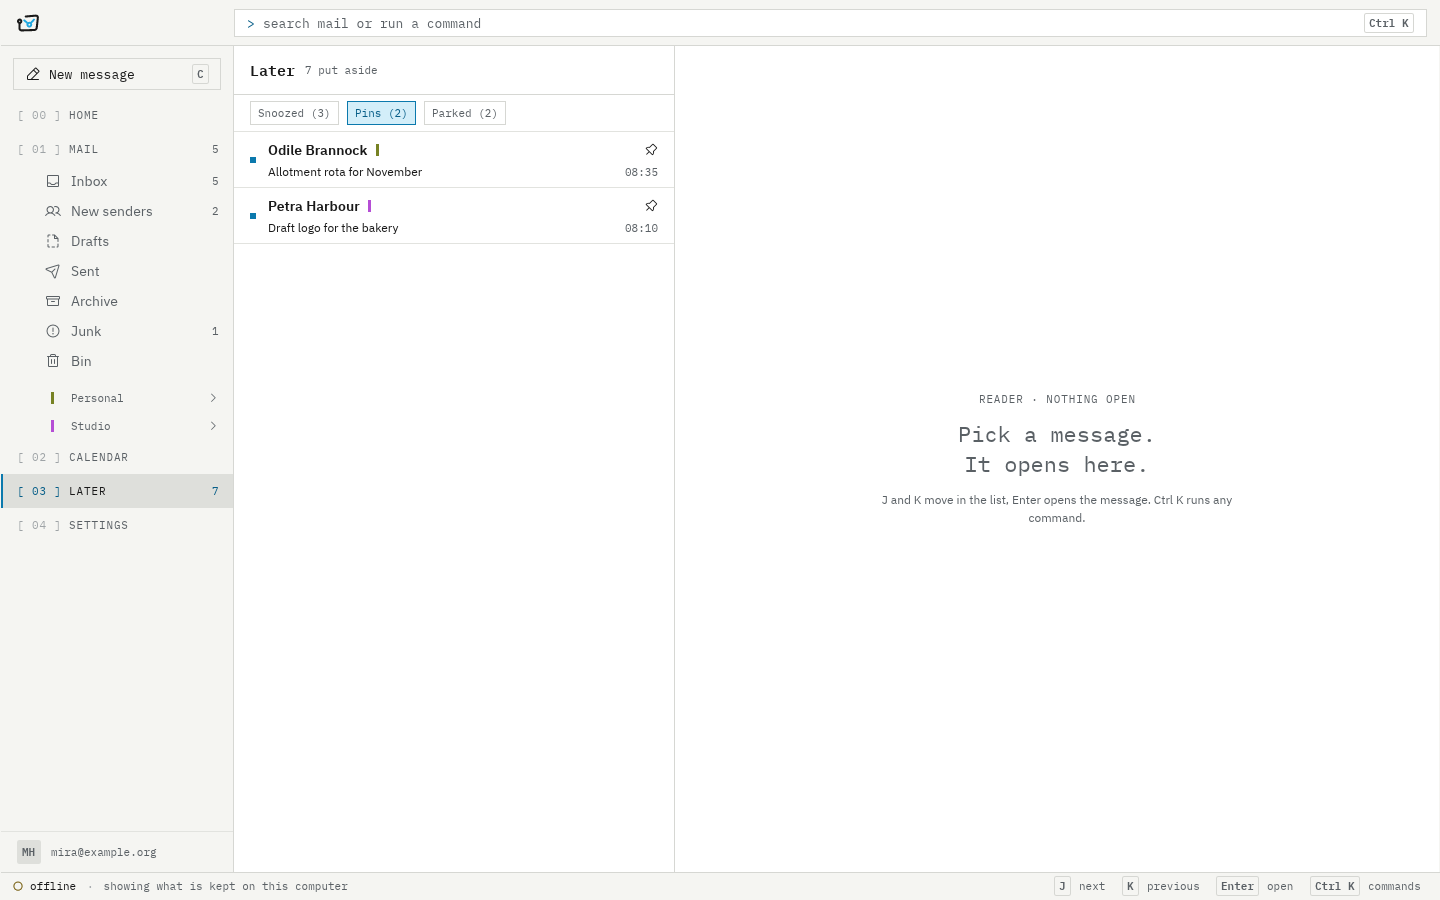 > search mail or run a command Ctrl K
New message C
[ 00 ] HOME
[ 01 ] MAIL 5
Inbox 5
New senders 2
Drafts
Sent
Archive
Junk 1
Bin
Personal
Studio
[ 02 ] CALENDAR
[ 03 ] LATER 7
[ 04 ] SETTINGS
MH mira@example.org
Later 7 put aside
Snoozed (3) Pins (2) Parked (2)
Odile Brannock
Allotment rota for November 08:35
Petra Harbour
Draft logo for the bakery 08:10
READER · NOTHING OPEN
Pick a message.
It opens here.
J and K move in the list, Enter opens the message. Ctrl K runs any
command.
offline · showing what is kept on this computer
J next K previous Enter open Ctrl K commands